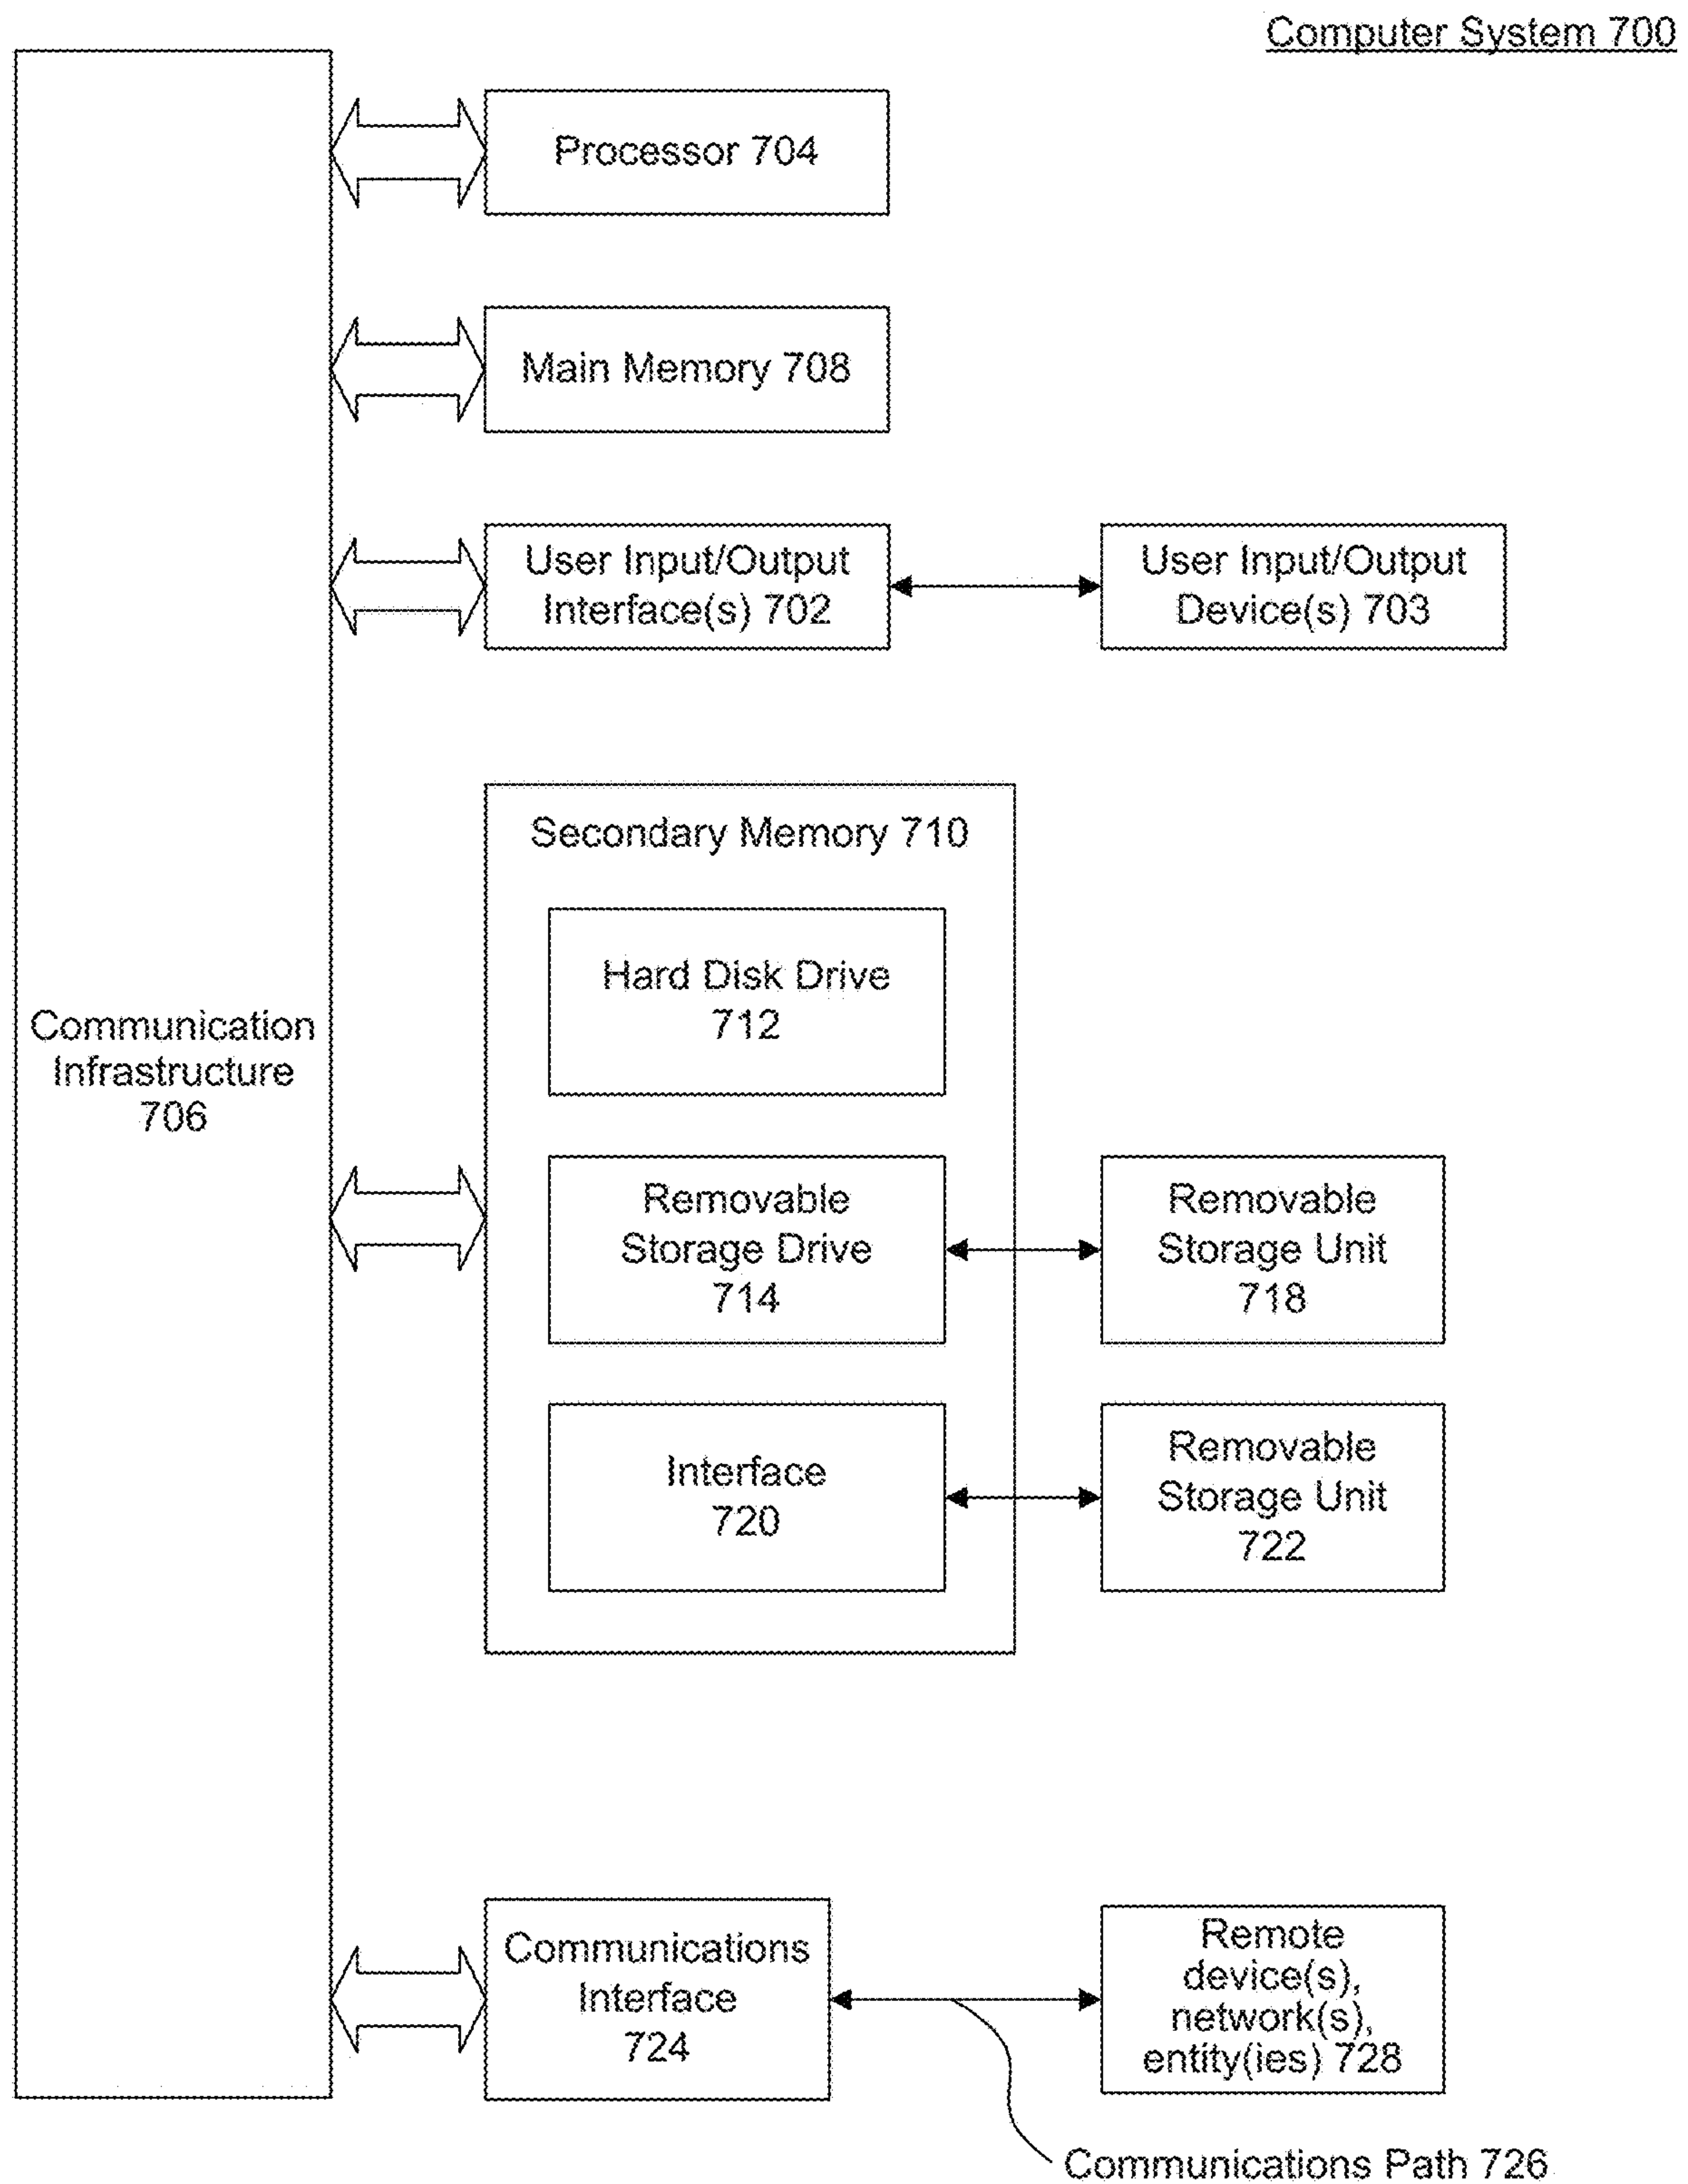 Computer System 700
Processor 704
Main Memory 708
User Input/Output
Interface(s) 702
User Input/Output
Device(s) 703
Secondary Memory 710
Hard Disk Drive
712
Communication
Infrastructure
706
Removable
Storage Drive
714
Removable
Storage Unit
718
Interface
720
Removable
Storage Unit
722
Communications
Interface
724
Remote
device(s),
network(s),
entity(ies) 728
Communications Path 726